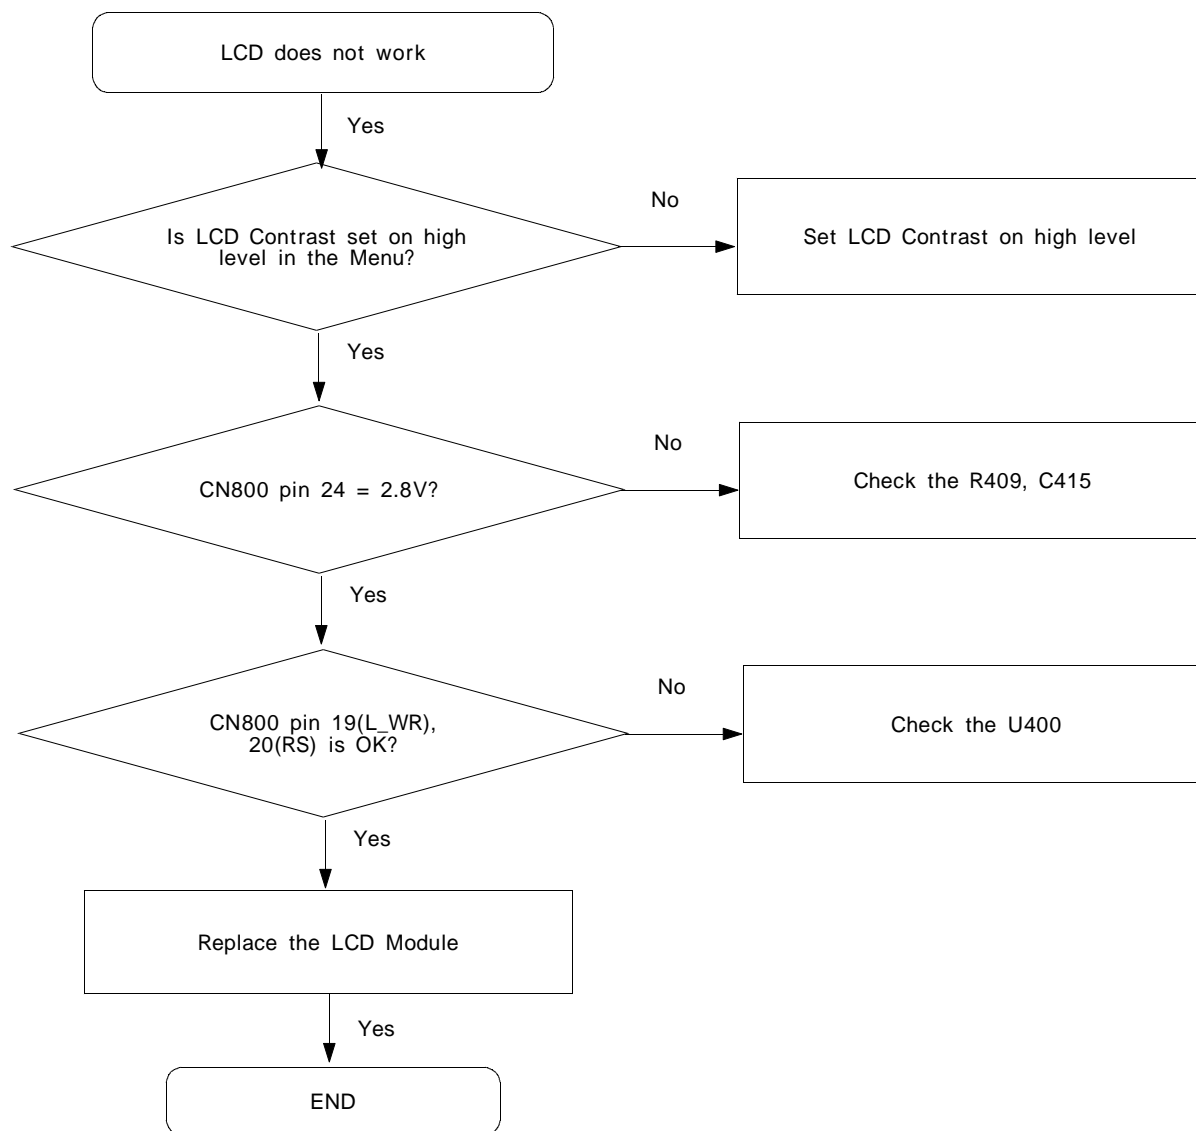 LCD does not work
Yes
Is LCD Contrast set on high
level in the Menu?
No
Set LCD Contrast on high level
Yes
CN800 pin 24 = 2.8V?
No
Check the R409, C415
Yes
CN800 pin 19(L_WR),
20(RS) is OK?
No
Check the U400
Yes
Replace the LCD Module
Yes
END